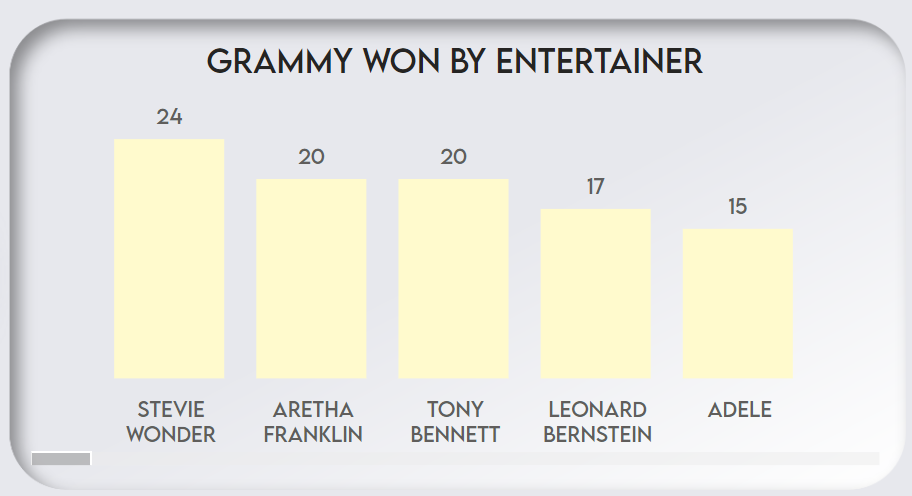 GRAMMY WON BY ENTERTAINER
24
20
20
17
15
STEVIE WONDER
ARETHA FRANKLIN
TONY BENNETT
LEONARD BERNSTEIN
ADELE